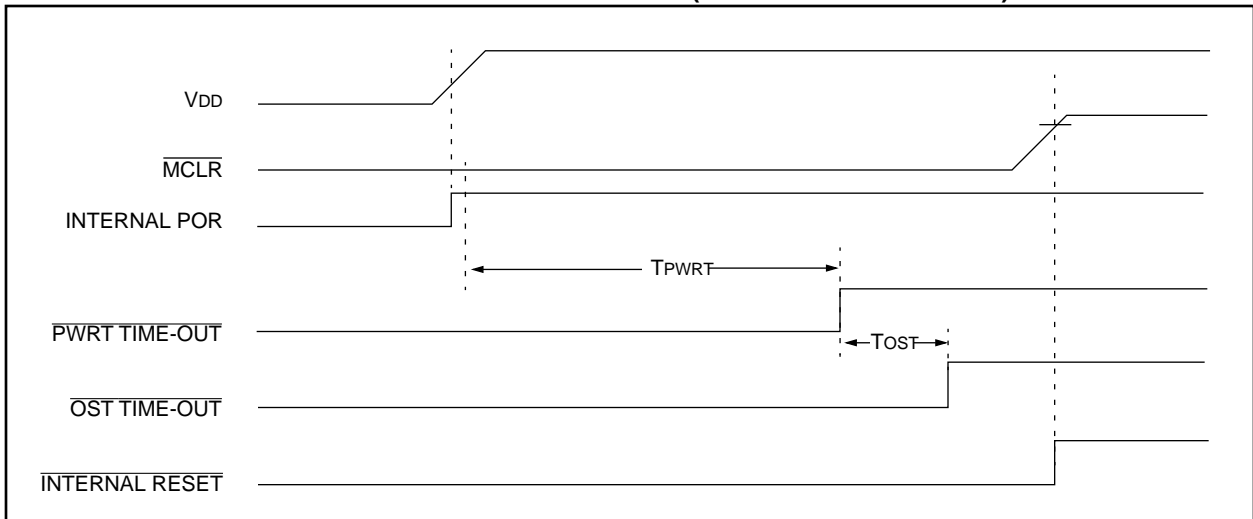 VDD
MCLR
INTERNAL POR
TPWRT
PWRT TIME-OUT
TOST
OST TIME-OUT
INTERNAL RESET